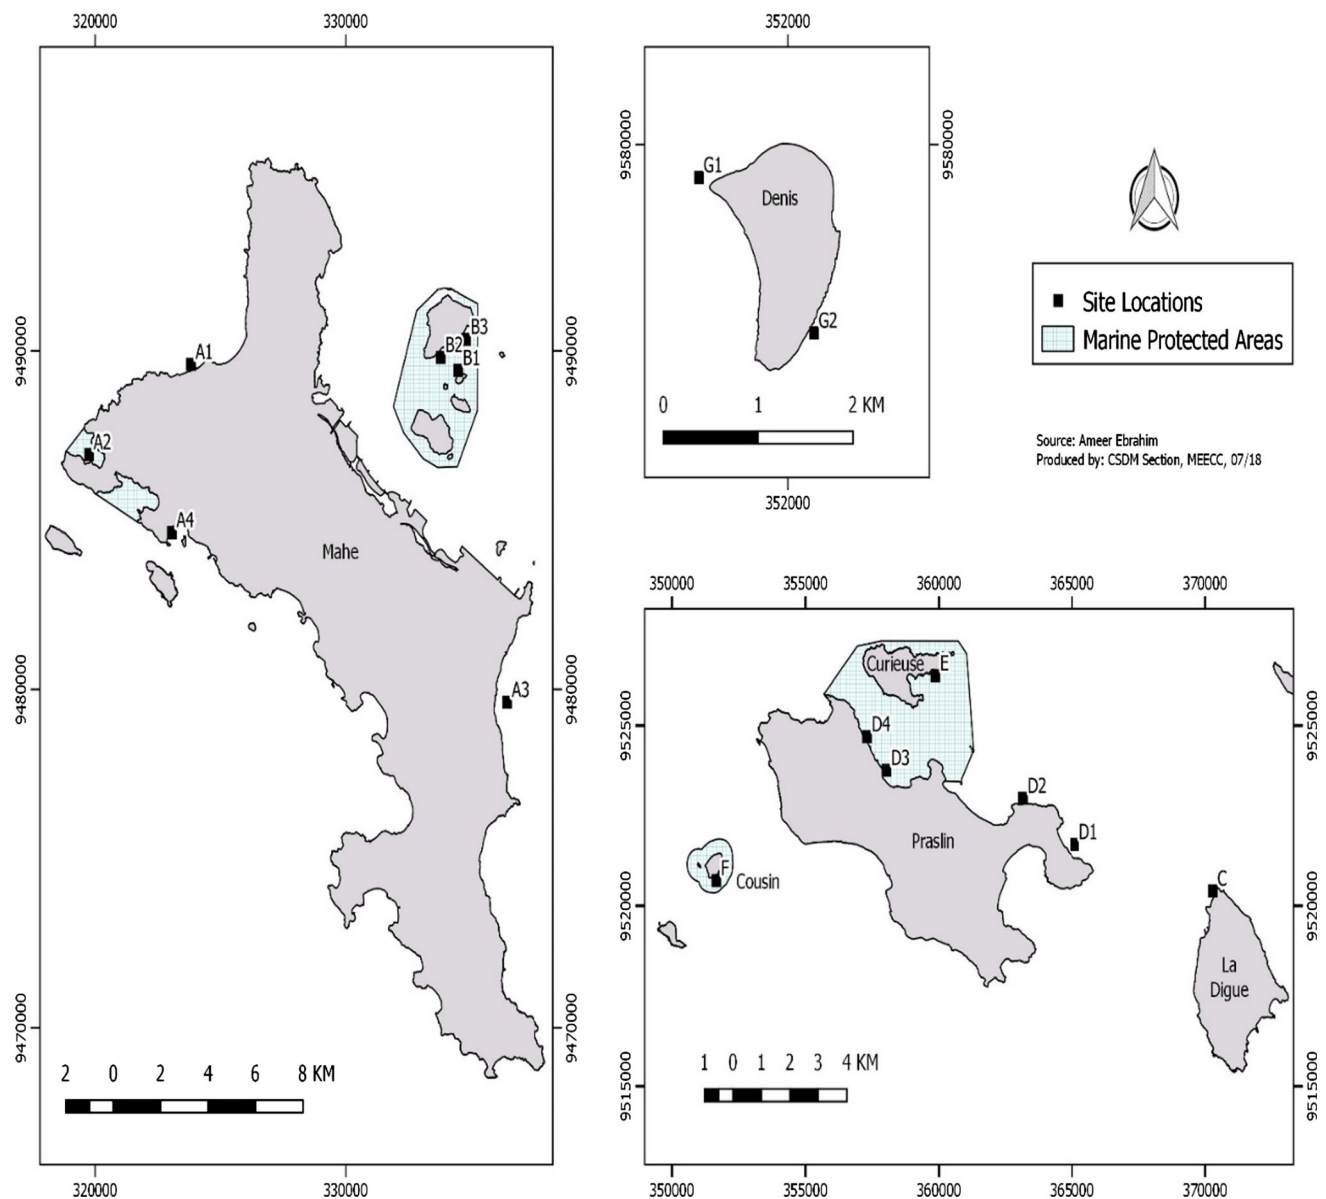 320000 330000
9490000 9490000
9480000 9480000
9470000 9470000
A1
A2
A4
Mahe
A3
B3
B2
B1
2 0 2 4 6 8 KM
320000 330000
352000
9580000 9580000
G1
Denis
G2
0 1 2 KM
352000
Site Locations
Marine Protected Areas
Source: Ameer Ebrahim
Produced by: CSDM Section, MEECC, 07/18
350000 355000 360000 365000 370000
9525000 9525000
9520000 9520000
9515000 9515000
Curieuse
E
D4
D3
D2
D1
Praslin
F
Cousin
C
La
Digue
1 0 1 2 3 4 KM
350000 355000 360000 365000 370000